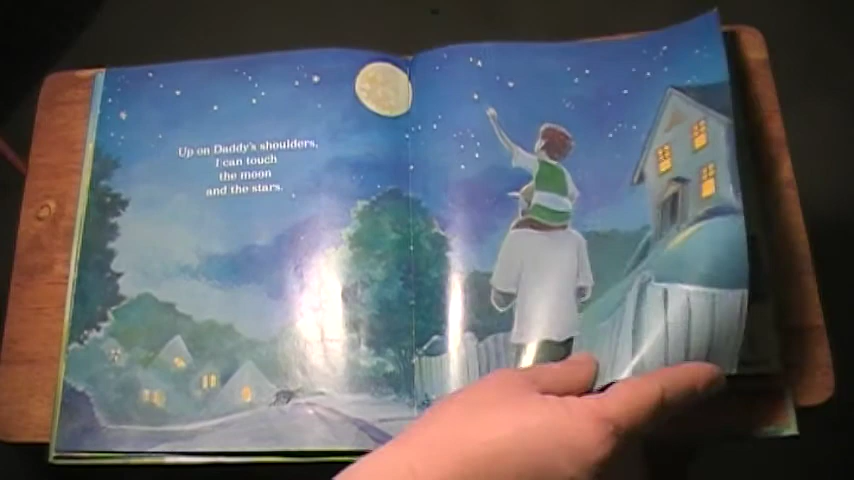 Up on Daddy's shoulders,
I can touch
the moon
and the stars.